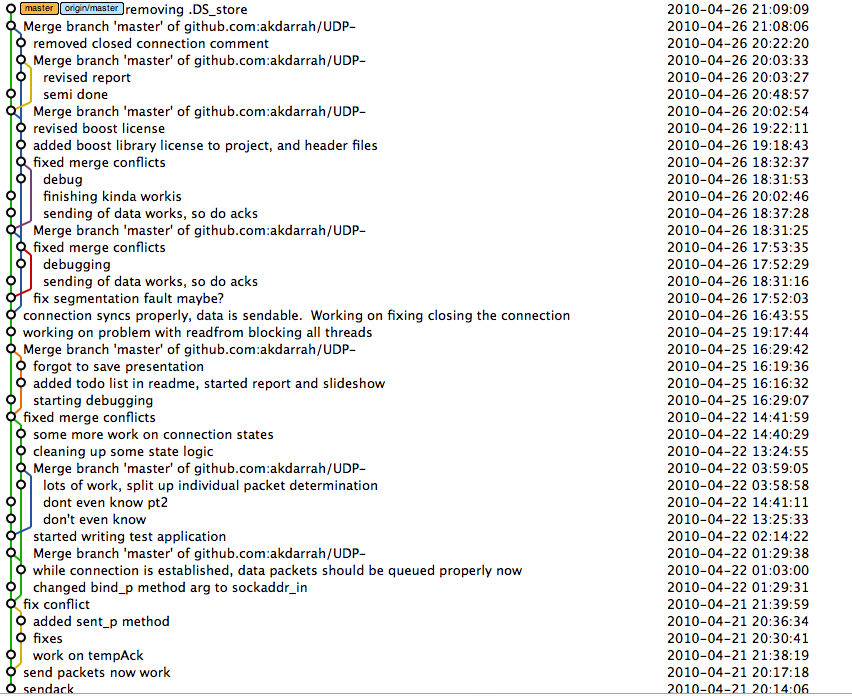 master origin/master removing .DS_store 2010-04-26 21:09:09
Merge branch 'master' of github.com:akdarrah/UDP- 2010-04-26 21:08:06
removed closed connection comment 2010-04-26 20:22:20
Merge branch 'master' of github.com:akdarrah/UDP- 2010-04-26 20:03:33
revised report 2010-04-26 20:03:27
semi done 2010-04-26 20:48:57
Merge branch 'master' of github.com:akdarrah/UDP- 2010-04-26 20:02:54
revised boost license 2010-04-26 19:22:11
added boost library license to project, and header files 2010-04-26 19:18:43
fixed merge conflicts 2010-04-26 18:32:37
debug 2010-04-26 18:31:53
finishing kinda workis 2010-04-26 20:02:46
sending of data works, so do acks 2010-04-26 18:37:28
Merge branch 'master' of github.com:akdarrah/UDP- 2010-04-26 18:31:25
fixed merge conflicts 2010-04-26 17:53:35
debugging 2010-04-26 17:52:29
sending of data works, so do acks 2010-04-26 18:31:16
fix segmentation fault maybe? 2010-04-26 17:52:03
connection syncs properly, data is sendable.  Working on fixing closing the connection 2010-04-26 16:43:55
working on problem with readfrom blocking all threads 2010-04-25 19:17:44
Merge branch 'master' of github.com:akdarrah/UDP- 2010-04-25 16:29:42
forgot to save presentation 2010-04-25 16:19:36
added todo list in readme, started report and slideshow 2010-04-25 16:16:32
starting debugging 2010-04-25 16:29:07
fixed merge conflicts 2010-04-22 14:41:59
some more work on connection states 2010-04-22 14:40:29
cleaning up some state logic 2010-04-22 13:24:55
Merge branch 'master' of github.com:akdarrah/UDP- 2010-04-22 03:59:05
lots of work, split up individual packet determination 2010-04-22 03:58:58
dont even know pt2 2010-04-22 14:41:11
don't even know 2010-04-22 13:25:33
started writing test application 2010-04-22 02:14:22
Merge branch 'master' of github.com:akdarrah/UDP- 2010-04-22 01:29:38
while connection is established, data packets should be queued properly now 2010-04-22 01:03:00
changed bind_p method arg to sockaddr_in 2010-04-22 01:29:31
fix conflict 2010-04-21 21:39:59
added sent_p method 2010-04-21 20:36:34
fixes 2010-04-21 20:30:41
work on tempAck 2010-04-21 21:38:19
send packets now work 2010-04-21 20:17:18
sendack 2010-04-21 20:14:06